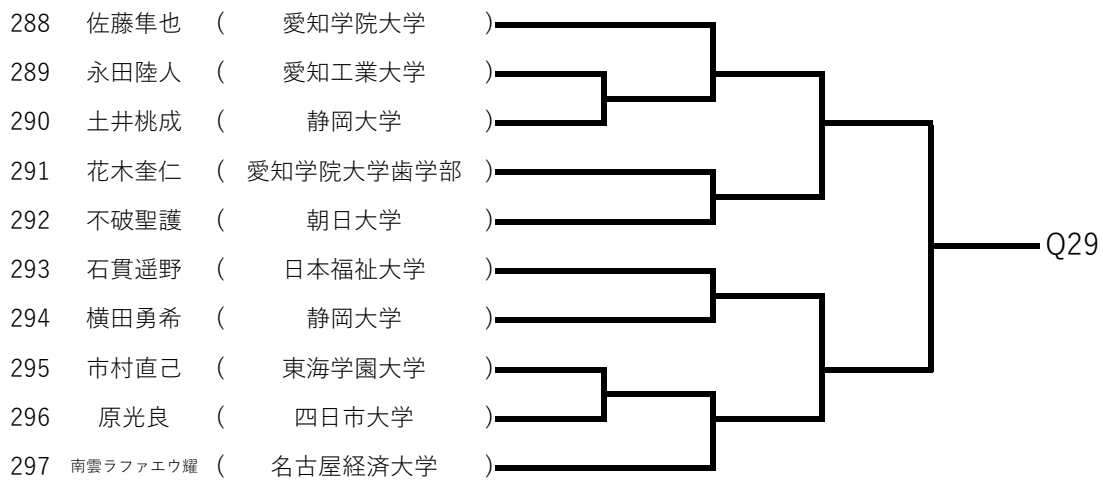 288 佐藤隼也 ( 愛知学院大学 )
289 永田陸人 ( 愛知工業大学 )
290 土井桃成 ( 静岡大学 )
291 花木奎仁 ( 愛知学院大学歯学部 )
292 不破聖護 ( 朝日大学 )
Q29
293 石貫遥野 ( 日本福祉大学 )
294 横田勇希 ( 静岡大学 )
295 市村直己 ( 東海学園大学 )
296 原光良 ( 四日市大学 )
297 南雲ラファエウ耀 ( 名古屋経済大学 )